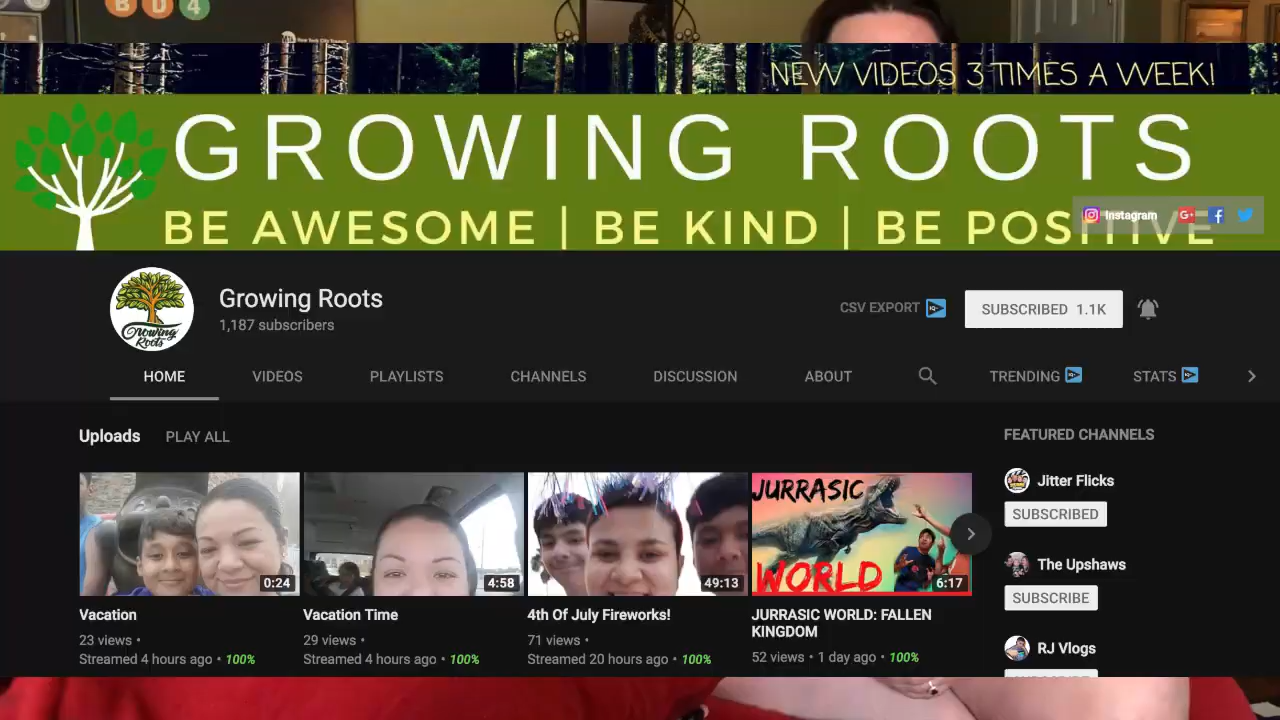 B D 4
New York City Transit
NEW VIDEOS 3 TIMES A WEEK!
GROWING ROOTS
BE AWESOME | BE KIND | BE POSITIVE
Instagram
Growing Roots
Growing Roots
1,187 subscribers
CSV EXPORT
SUBSCRIBED 1.1K
HOME VIDEOS PLAYLISTS CHANNELS DISCUSSION ABOUT TRENDING STATS
Uploads PLAY ALL
FEATURED CHANNELS
0:24
4:58
49:13
JURRASIC
WORLD
6:17
Vacation
23 views •
Streamed 4 hours ago • 100%
Vacation Time
29 views •
Streamed 4 hours ago • 100%
4th Of July Fireworks!
71 views •
Streamed 20 hours ago • 100%
JURRASIC WORLD: FALLEN
KINGDOM
52 views • 1 day ago • 100%
Jitter Flicks
SUBSCRIBED
The Upshaws
SUBSCRIBE
RJ Vlogs